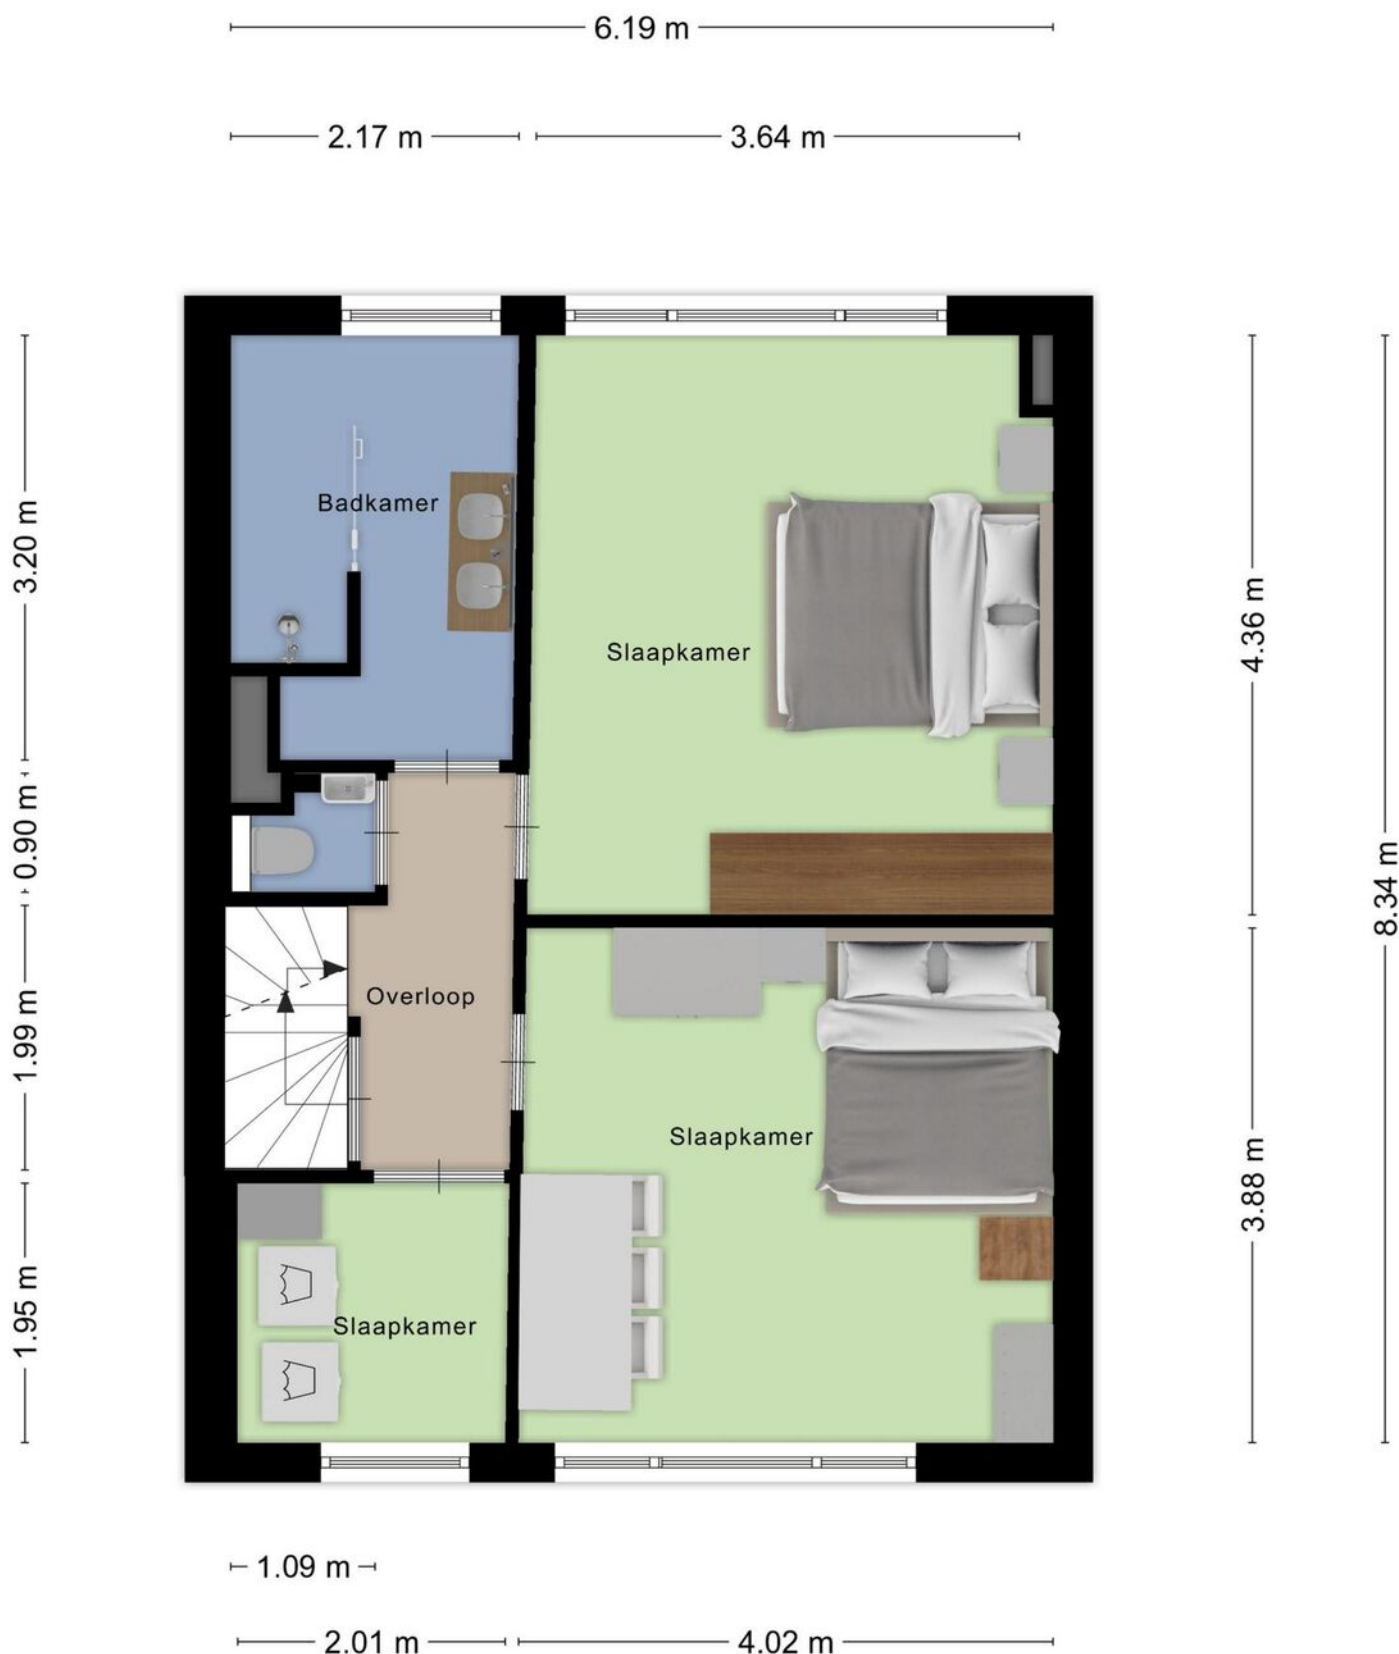 6.19 m
2.17 m
3.64 m
Badkamer
3.20 m
Slaapkamer
4.36 m
0.90 m
8.34 m
Overloop
1.99 m
Slaapkamer
3.88 m
1.95 m
Slaapkamer
1.09 m
2.01 m
4.02 m